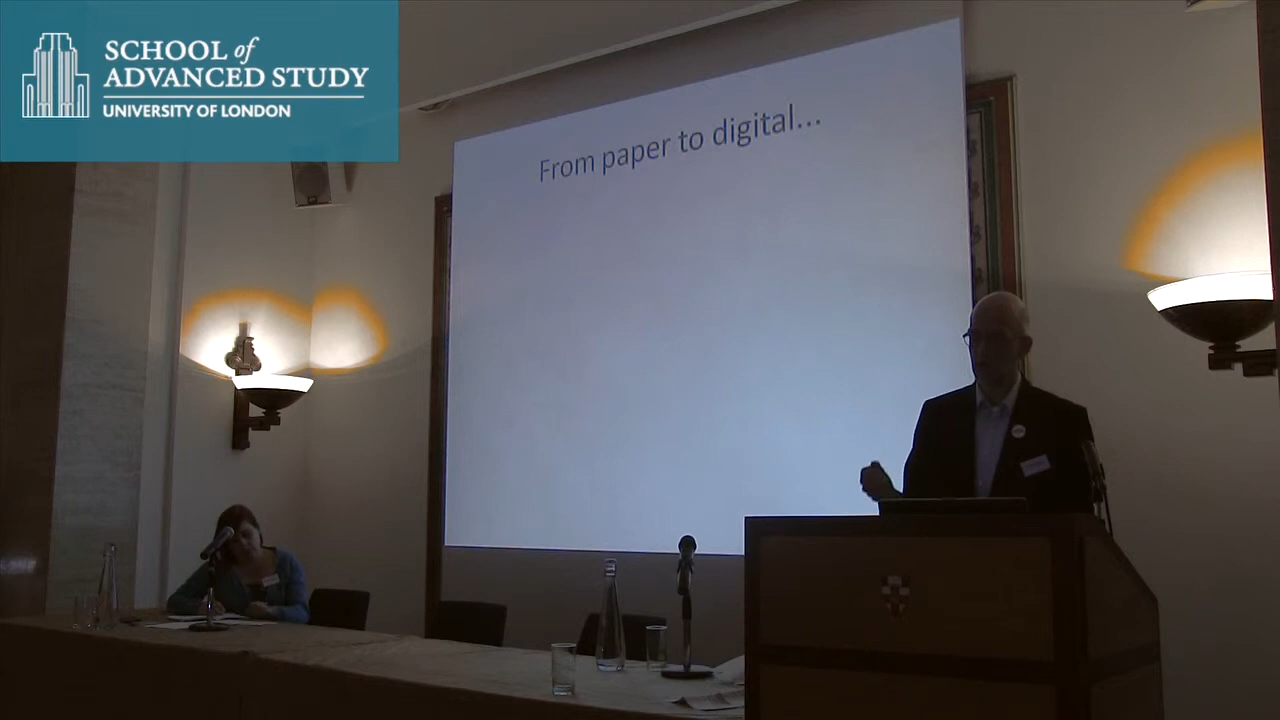 SCHOOL of
ADVANCED STUDY
UNIVERSITY OF LONDON
From paper to digital...